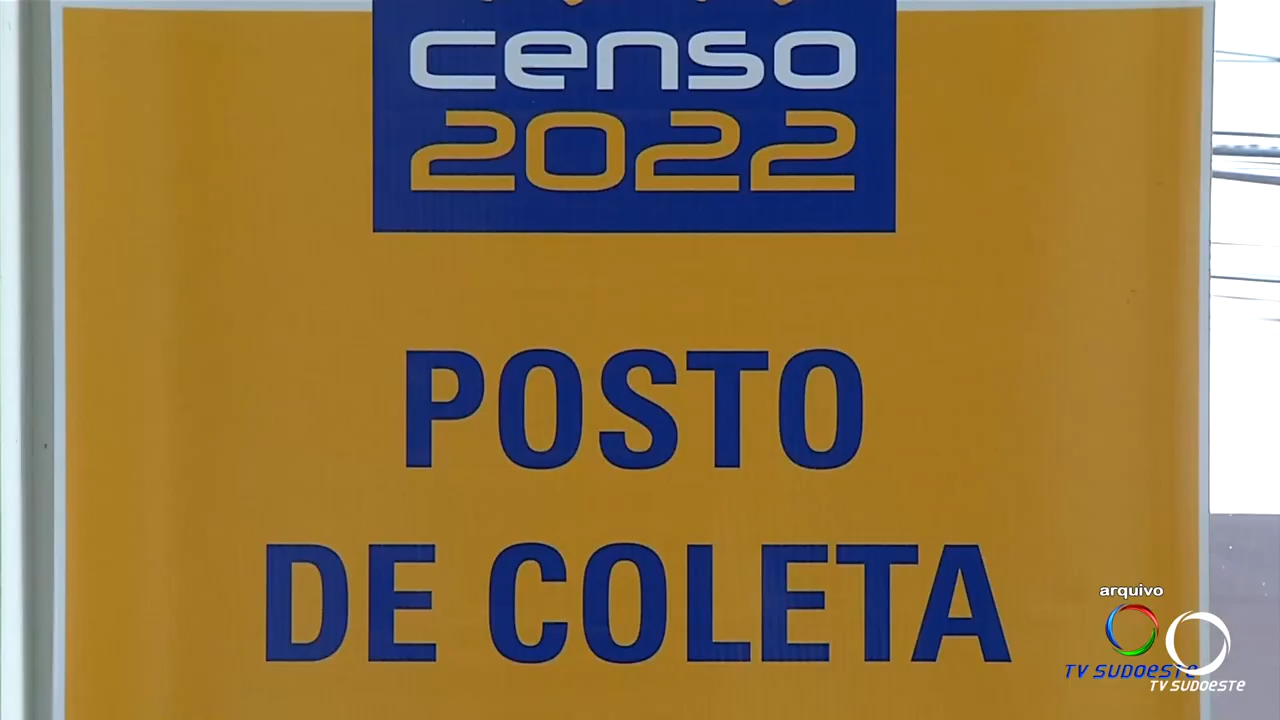 censo
2022
POSTO
DE COLETA
arquivo
TV SUDOESTE
TV SUDOESTE